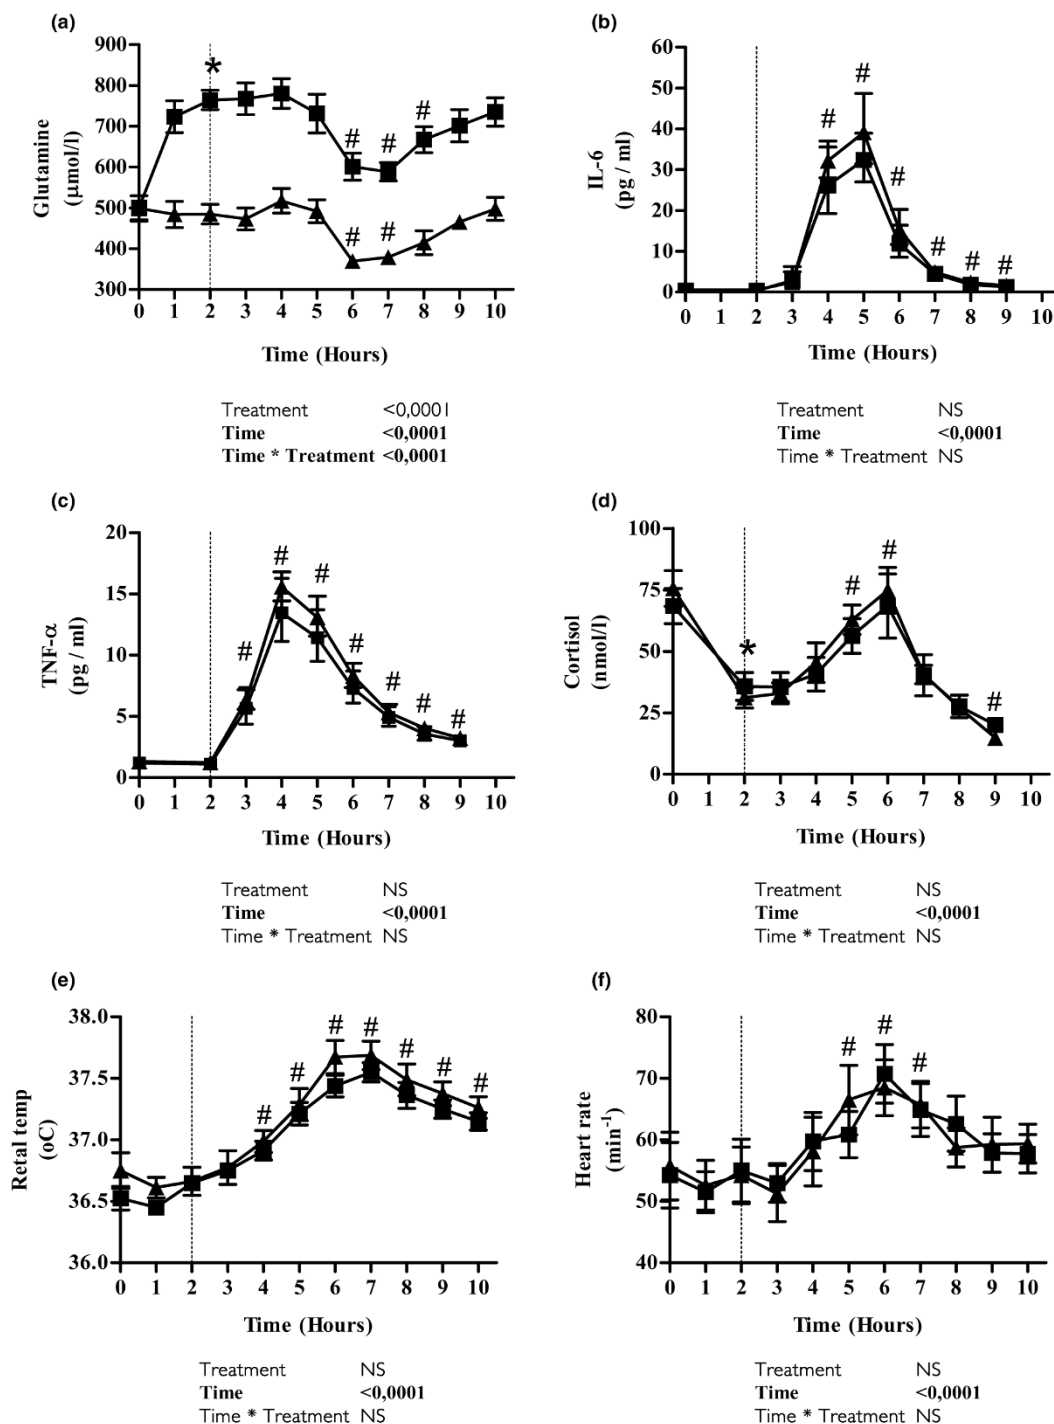 (a)
900
800
700
600
500
400
300
Glutamine
(μmol/l)
*
# # #
# #
0 1 2 3 4 5 6 7 8 9 10
Time (Hours)
Treatment <0,0001
Time <0,0001
Time * Treatment <0,0001
(b)
60
50
40
30
20
10
0
IL-6
(pg / ml)
# # # # # #
0 2 3 4 5 6 7 8 9 10
Time (Hours)
Treatment NS
Time <0,0001
Time * Treatment NS
(c)
20
15
10
5
0
TNF-α
(pg / ml)
# # # # # # #
0 1 2 3 4 5 6 7 8 9 10
Time (Hours)
Treatment NS
Time <0,0001
Time * Treatment NS
(d)
100
75
50
25
0
Cortisol
(nmol/l)
* # # #
0 1 2 3 4 5 6 7 8 9 10
Time (Hours)
Treatment NS
Time <0,0001
Time * Treatment NS
(e)
38.0
37.5
37.0
36.5
36.0
Retal temp
(oC)
# # # # # # #
0 1 2 3 4 5 6 7 8 9 10
Time (Hours)
Treatment NS
Time <0,0001
Time * Treatment NS
(f)
80
70
60
50
40
Heart rate
(min-1)
# # #
0 1 2 3 4 5 6 7 8 9 10
Time (Hours)
Treatment NS
Time <0,0001
Time * Treatment NS